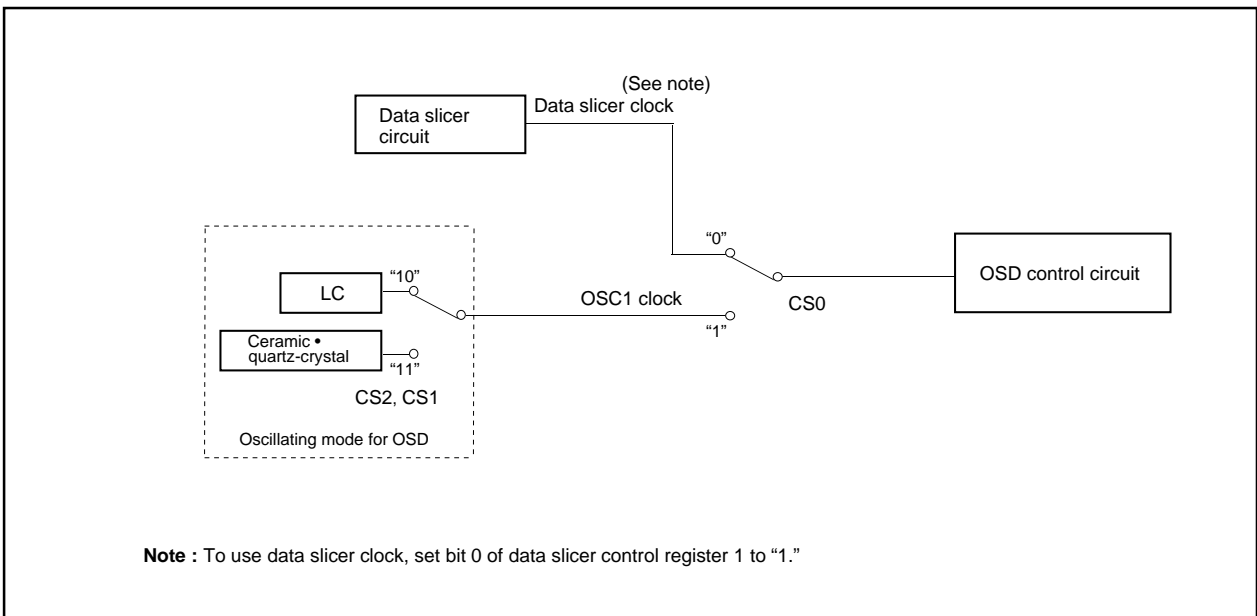 (See note)
Data slicer clock
Data slicer
circuit
“0”
OSD control circuit
“10”
LC
OSC1 clock
CS0
“1”
Ceramic •
quartz-crystal
“11”
CS2, CS1
Oscillating mode for OSD
Note : To use data slicer clock, set bit 0 of data slicer control register 1 to “1.”